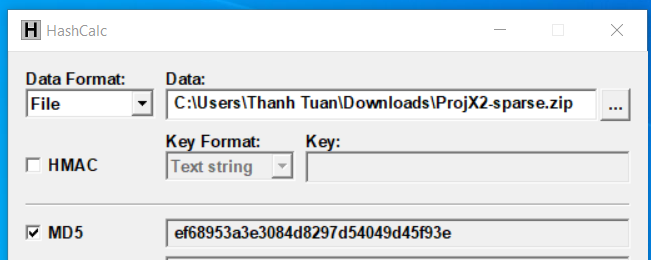 HashCalc
Data Format: Data:
File C:\Users\Thanh Tuan\Downloads\ProjX2-sparse.zip ...
Key Format: Key:
HMAC Text string
MD5 ef68953a3e3084d8297d54049d45f93e